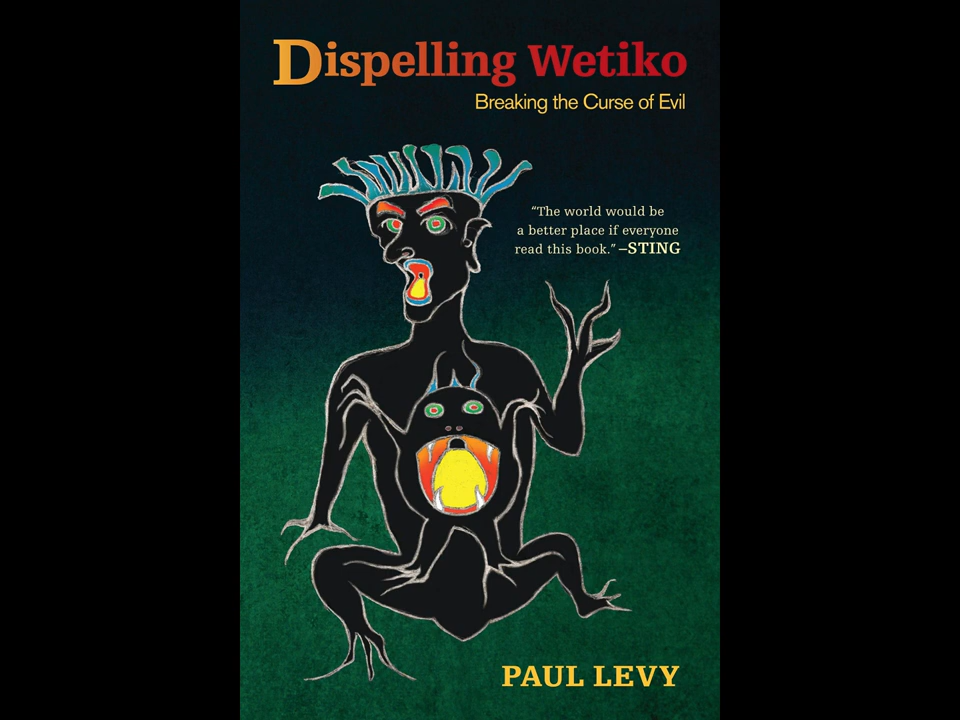 Dispelling Wetiko
Breaking the Curse of Evil
“The world would be
a better place if everyone
read this book.” –STING
PAUL LEVY